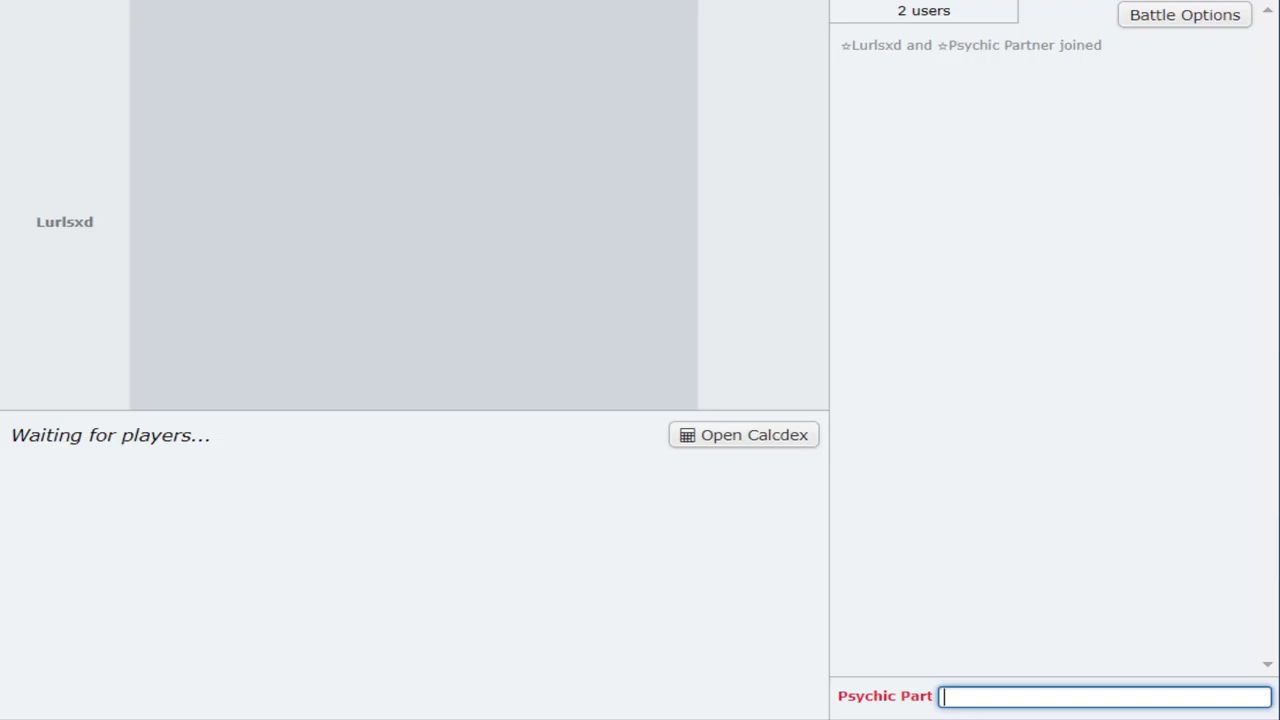 2 users
Battle Options
☆Lurlsxd and ☆Psychic Partner joined
Lurlsxd
Waiting for players...
Open Calcdex
Psychic Part